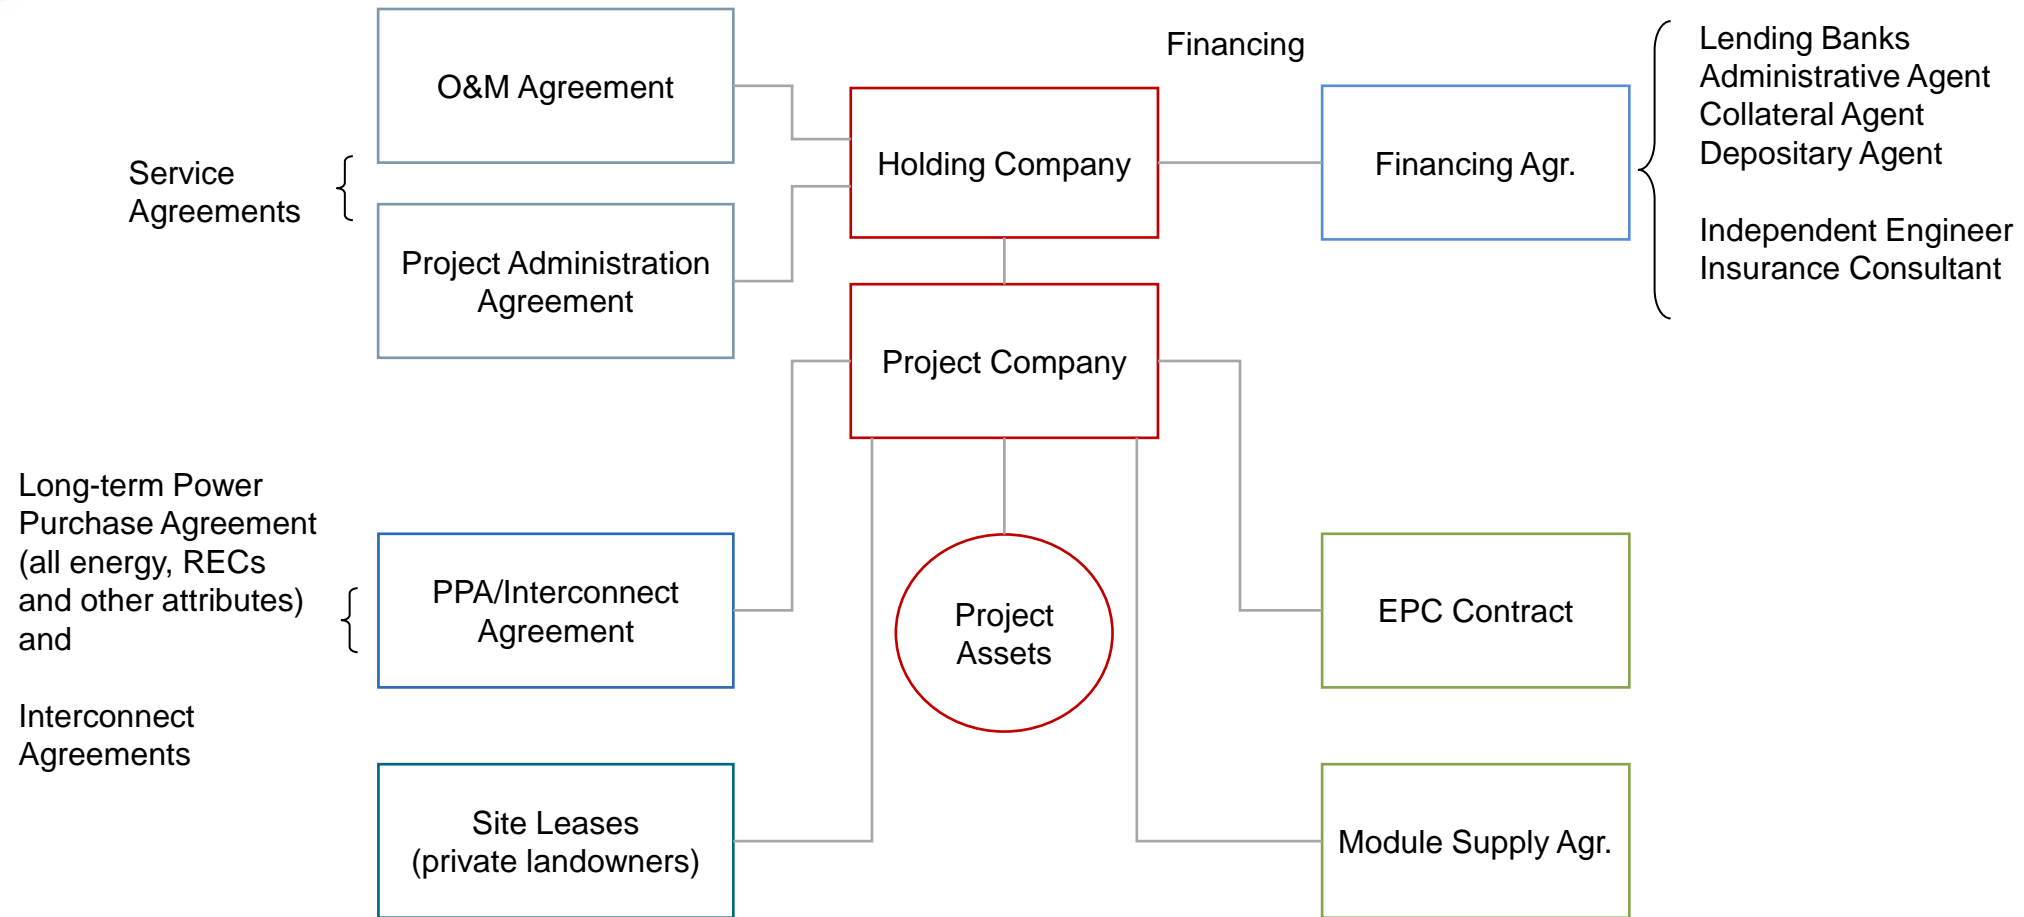 O&M Agreement
Service
Agreements
Project Administration
Agreement
Financing
Holding Company
Financing Agr.
Lending Banks
Administrative Agent
Collateral Agent
Depositary Agent
Independent Engineer
Insurance Consultant
Project Company
Long-term Power
Purchase Agreement
(all energy, RECs
and other attributes)
and
Interconnect
Agreements
PPA/Interconnect
Agreement
Project
Assets
EPC Contract
Site Leases
(private landowners)
Module Supply Agr.